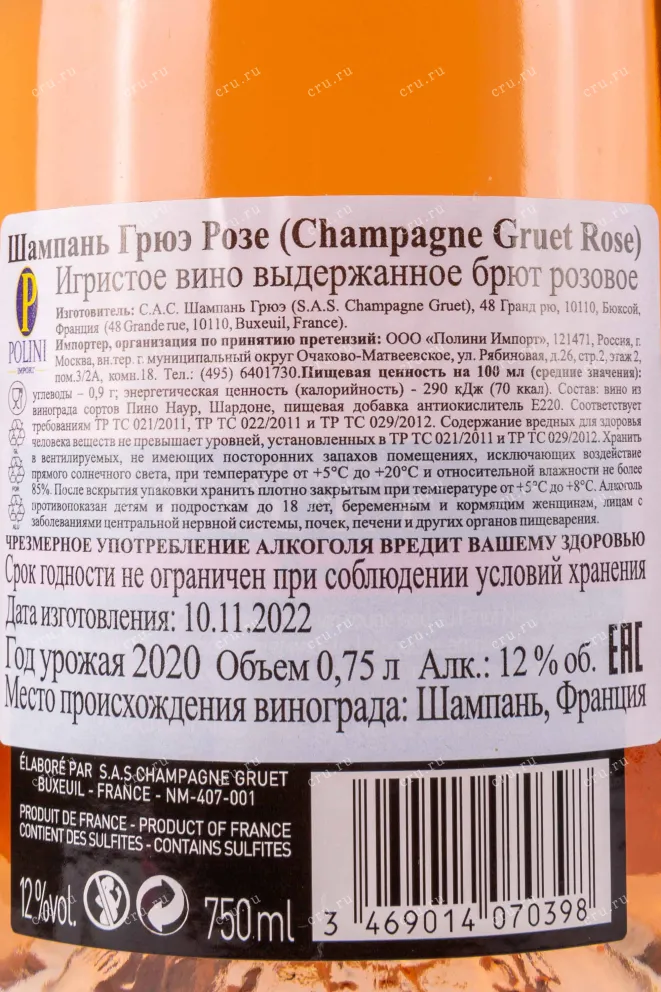 Шампань Грюэ Розе (Champagne Gruet Rose)
Игристое вино выдержанное брют розовое
P
POLINI
IMPORT
Изготовитель: С.А.С. Шампань Грюэ (S.A.S. Champagne Gruet), 48 Гранд рю, 10110, Бюксой,
Франция (48 Grande rue, 10110, Buxeuil, France).
Импортер, организация по принятию претензий: ООО «Полини Импорт», 121471, Россия, г.
Москва, вн.тер. г. муниципальный округ Очаково-Матвеевское, ул. Рябиновая, д.26, стр.2, этаж 2,
пом.3/2А, комн.18. Тел.: (495) 6401730. Пищевая ценность на 100 мл (средние значения):
углеводы – 0,9 г; энергетическая ценность (калорийность) - 290 кДж (70 ккал). Состав: вино из
винограда сортов Пино Наур, Шардоне, пищевая добавка антиокислитель Е220. Соответствует
требованиям ТР ТС 021/2011, ТР ТС 022/2011 и ТР ТС 029/2012. Содержание вредных для здоровья
человека веществ не превышает уровней, установленных в ТР ТС 021/2011 и ТР ТС 029/2012. Хранить
в вентилируемых, не имеющих посторонних запахов помещениях, исключающих воздействие
прямого солнечного света, при температуре от +5°С до +20°С и относительной влажности не более
85%. После вскрытия упаковки хранить плотно закрытым при температуре от +5°С до +8°С. Алкоголь
противопоказан детям и подросткам до 18 лет, беременным и кормящим женщинам, лицам с
заболеваниями центральной нервной системы, почек, печени и других органов пищеварения.
ЧРЕЗМЕРНОЕ УПОТРЕБЛЕНИЕ АЛКОГОЛЯ ВРЕДИТ ВАШЕМУ ЗДОРОВЬЮ
Срок годности не ограничен при соблюдении условий хранения
Дата изготовления: 10.11.2022
Год урожая 2020 Объем 0,75 л Алк.: 12 % об. EAC
Место происхождения винограда: Шампань, Франция
ÉLABORÉ PAR S.A.S CHAMPAGNE GRUET
BUXEUIL - FRANCE - NM-407-001
PRODUIT DE FRANCE - PRODUCT OF FRANCE
CONTIENT DES SULFITES - CONTAINS SULFITES
12%vol. 750ml
3 469014 070398
cru.ru